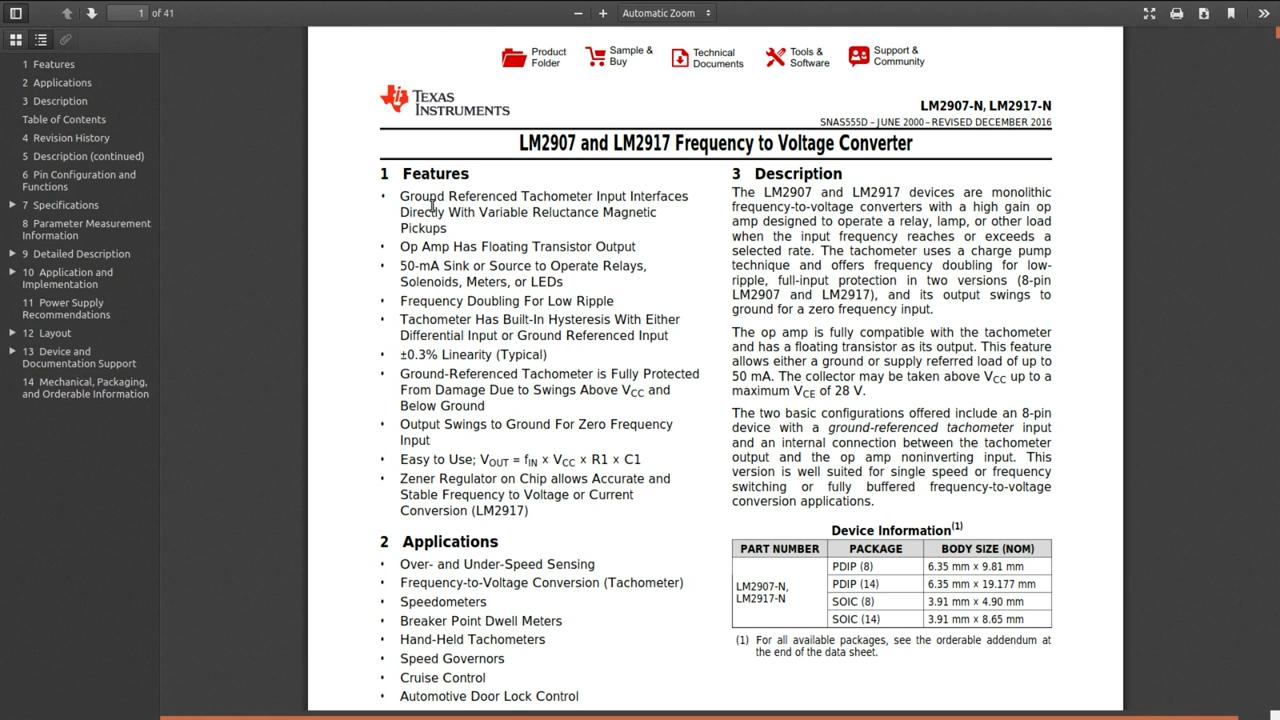 1 of 41
Automatic Zoom
1 Features
2 Applications
3 Description
Table of Contents
4 Revision History
5 Description (continued)
6 Pin Configuration and
Functions
7 Specifications
8 Parameter Measurement
Information
9 Detailed Description
10 Application and
Implementation
11 Power Supply
Recommendations
12 Layout
13 Device and
Documentation Support
14 Mechanical, Packaging,
and Orderable Information
Product
Folder
Sample &
Buy
Technical
Documents
Tools &
Software
Support &
Community
TEXAS
INSTRUMENTS
LM2907-N, LM2917-N
SNAS555D – JUNE 2000 – REVISED DECEMBER 2016
LM2907 and LM2917 Frequency to Voltage Converter
1 Features
• Ground Referenced Tachometer Input Interfaces
Directly With Variable Reluctance Magnetic
Pickups
• Op Amp Has Floating Transistor Output
• 50-mA Sink or Source to Operate Relays,
Solenoids, Meters, or LEDs
• Frequency Doubling For Low Ripple
• Tachometer Has Built-In Hysteresis With Either
Differential Input or Ground Referenced Input
• ±0.3% Linearity (Typical)
• Ground-Referenced Tachometer is Fully Protected
From Damage Due to Swings Above VCC and
Below Ground
• Output Swings to Ground For Zero Frequency
Input
• Easy to Use; VOUT = fIN × VCC × R1 × C1
• Zener Regulator on Chip allows Accurate and
Stable Frequency to Voltage or Current
Conversion (LM2917)
2 Applications
• Over- and Under-Speed Sensing
• Frequency-to-Voltage Conversion (Tachometer)
• Speedometers
• Breaker Point Dwell Meters
• Hand-Held Tachometers
• Speed Governors
• Cruise Control
• Automotive Door Lock Control
3 Description
The LM2907 and LM2917 devices are monolithic
frequency-to-voltage converters with a high gain op
amp designed to operate a relay, lamp, or other load
when the input frequency reaches or exceeds a
selected rate. The tachometer uses a charge pump
technique and offers frequency doubling for low-
ripple, full-input protection in two versions (8-pin
LM2907 and LM2917), and its output swings to
ground for a zero frequency input.
The op amp is fully compatible with the tachometer
and has a floating transistor as its output. This feature
allows either a ground or supply referred load of up to
50 mA. The collector may be taken above VCC up to a
maximum VCE of 28 V.
The two basic configurations offered include an 8-pin
device with a ground-referenced tachometer input
and an internal connection between the tachometer
output and the op amp noninverting input. This
version is well suited for single speed or frequency
switching or fully buffered frequency-to-voltage
conversion applications.
Device Information(1)
PART NUMBER PACKAGE BODY SIZE (NOM)
LM2907-N,
LM2917-N
PDIP (8) 6.35 mm × 9.81 mm
PDIP (14) 6.35 mm × 19.177 mm
SOIC (8) 3.91 mm × 4.90 mm
SOIC (14) 3.91 mm × 8.65 mm
(1) For all available packages, see the orderable addendum at
the end of the data sheet.